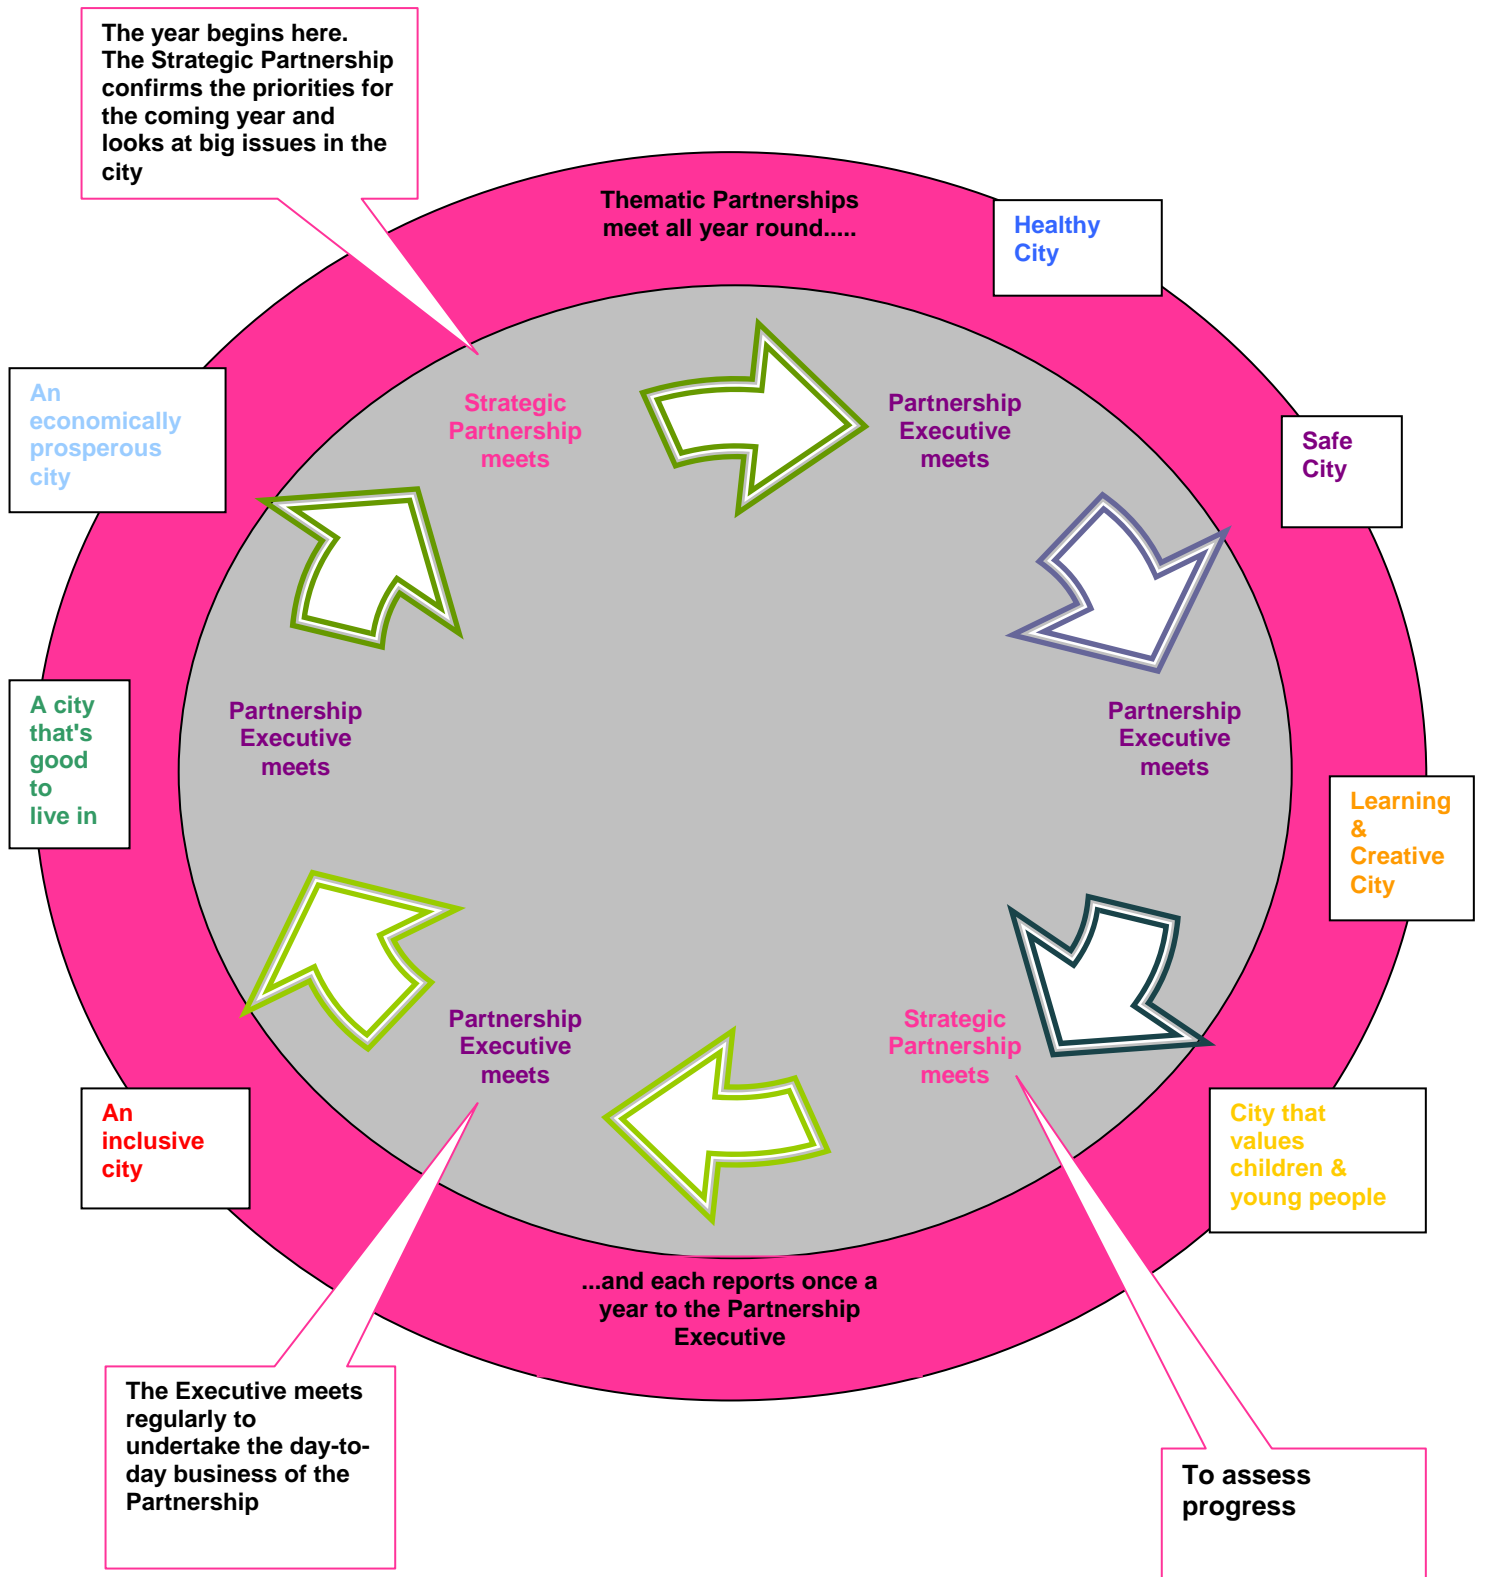 The year begins here.
The Strategic Partnership
confirms the priorities for
the coming year and
looks at big issues in the
city
Thematic Partnerships
meet all year round.....
Healthy
City
An
economically
prosperous
city
Strategic
Partnership
meets
Partnership
Executive
meets
Safe
City
A city
that's
good
to
live in
Partnership
Executive
meets
Partnership
Executive
meets
Learning
&
Creative
City
Partnership
Executive
meets
Strategic
Partnership
meets
An
inclusive
city
City that
values
children &
young people
...and each reports once a
year to the Partnership
Executive
The Executive meets
regularly to
undertake the day-to-
day business of the
Partnership
To assess
progress